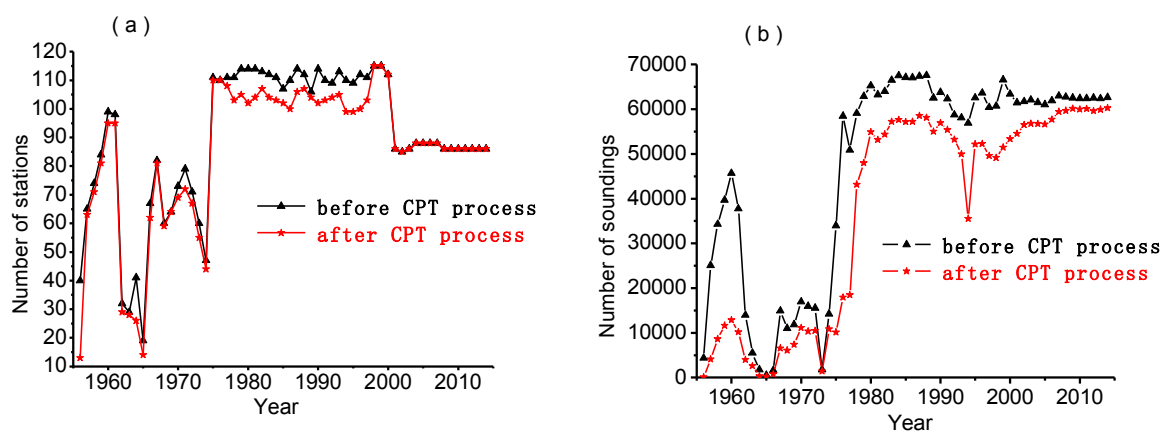 ( a )
Number of stations
120
110
100
90
80
70
60
50
40
30
20
10
before CPT process
after CPT process
1960 1970 1980 1990 2000 2010
Year
( b )
Number of soundings
70000
60000
50000
40000
30000
20000
10000
0
before CPT process
after CPT process
1960 1970 1980 1990 2000 2010
Year